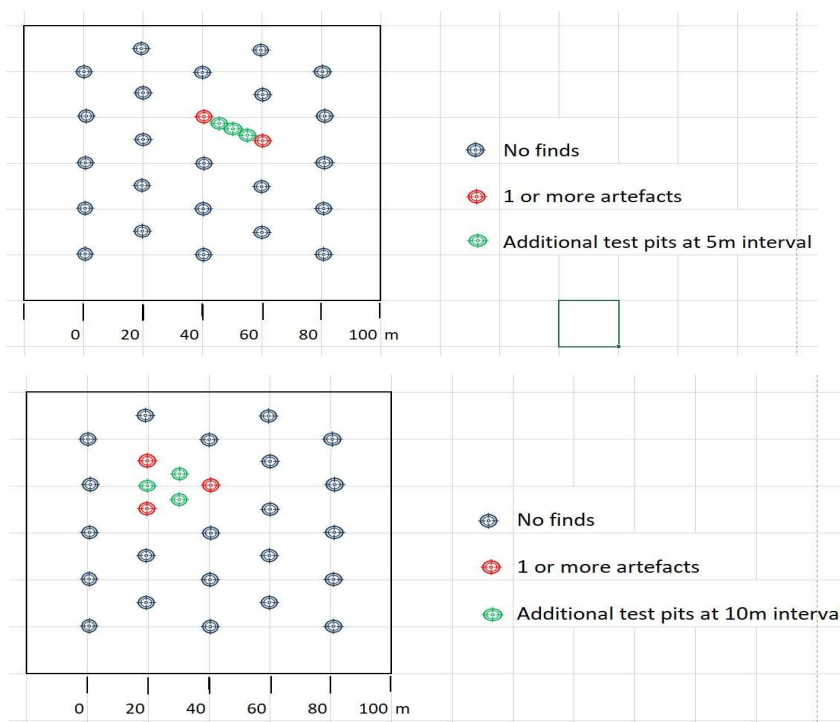 No finds
1 or more artefacts
Additional test pits at 5m interval
0 20 40 60 80 100 m
No finds
1 or more artefacts
Additional test pits at 10m interva
0 20 40 60 80 100 m